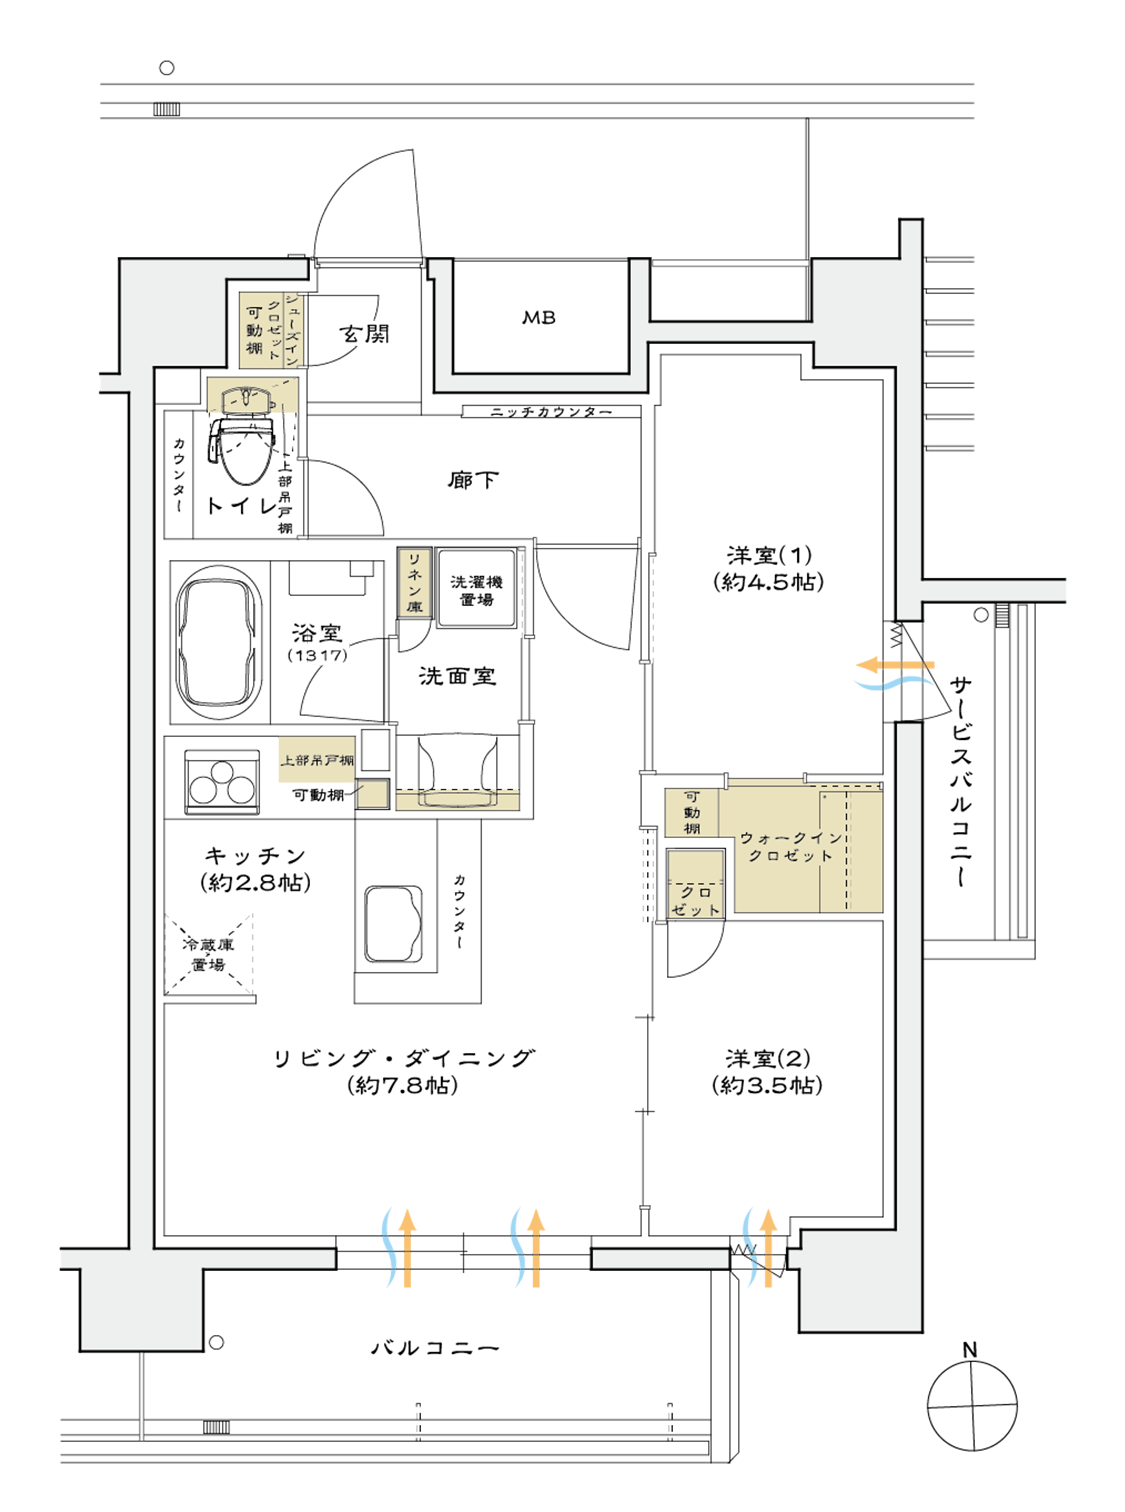 MB
シューズイン
クロゼット
可動棚
玄関
ニッチカウンター
カウンター
トイレ
上部吊戸棚
廊下
洋室(1)
(約4.5帖)
リネン庫
洗濯機
置場
浴室
(1317)
洗面室
サービスバルコニー
上部吊戸棚
可動棚
可動棚
ウォークイン
クロゼット
クロ
ゼット
キッチン
(約2.8帖)
カウンター
冷蔵庫
置場
リビング・ダイニング
(約7.8帖)
洋室(2)
(約3.5帖)
バルコニー
N